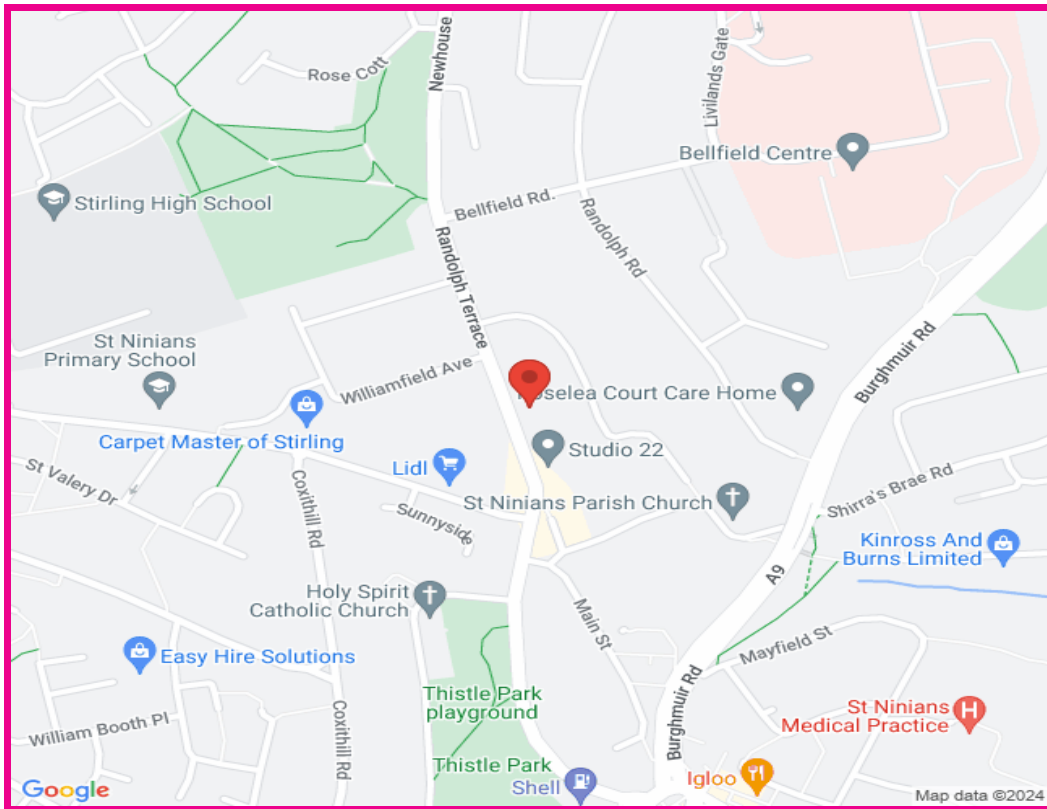 Newhouse
Rose Cott
Livilands Gate
Bellfield Centre
Stirling High School
Bellfield Rd.
Randolph Rd
Randolph Terrace
St Ninians
Primary School
Williamfield Ave
Burghmuir Rd
oselea Court Care Home
Carpet Master of Stirling
Studio 22
Lidl
St Valery Dr
Coxithill Rd
St Ninians Parish Church
Shirra's Brae Rd
Sunnyside
Kinross And
Burns Limited
A9
Holy Spirit
Catholic Church
Main St
Mayfield St
Easy Hire Solutions
Thistle Park
playground
Burghmuir Rd
St Ninians
Medical Practice
H
William Booth Pl
Coxithill Rd
Thistle Park
Shell
Igloo
Google
Map data ©2024